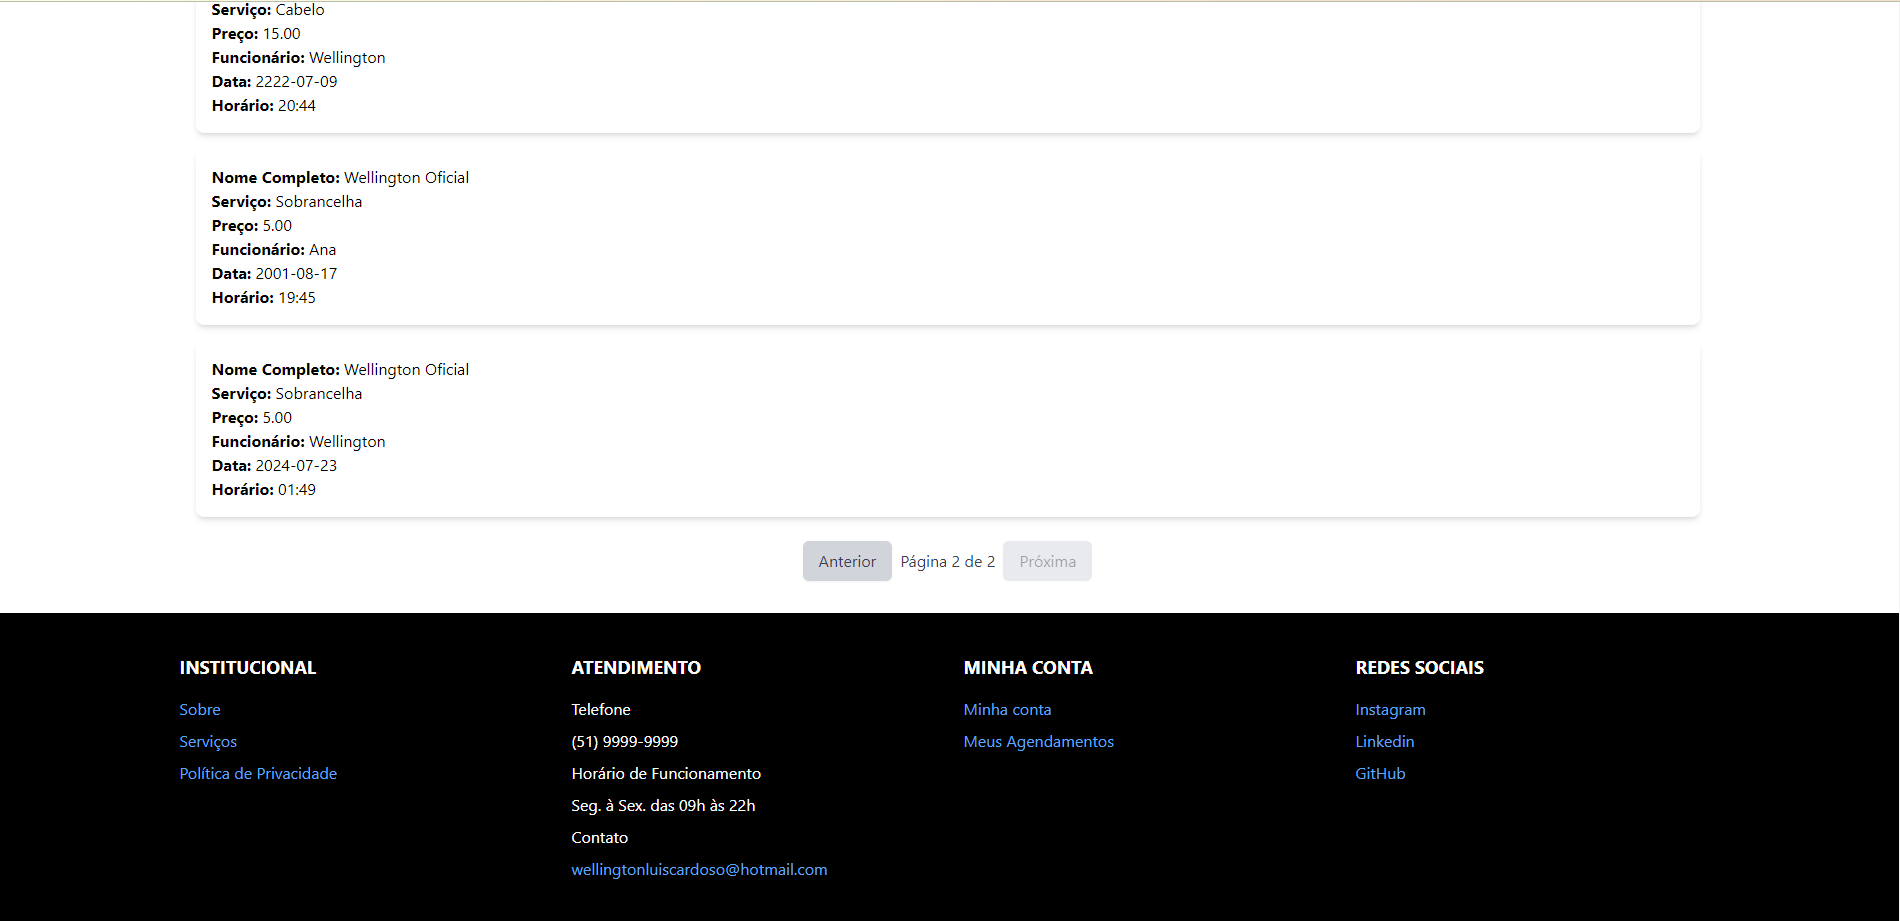 Serviço: Cabelo
Preço: 15.00
Funcionário: Wellington
Data: 2222-07-09
Horário: 20:44
Nome Completo: Wellington Oficial
Serviço: Sobrancelha
Preço: 5.00
Funcionário: Ana
Data: 2001-08-17
Horário: 19:45
Nome Completo: Wellington Oficial
Serviço: Sobrancelha
Preço: 5.00
Funcionário: Wellington
Data: 2024-07-23
Horário: 01:49
Anterior Página 2 de 2 Próxima
INSTITUCIONAL
Sobre
Serviços
Política de Privacidade
ATENDIMENTO
Telefone
(51) 9999-9999
Horário de Funcionamento
Seg. à Sex. das 09h às 22h
Contato
wellingtonluiscardoso@hotmail.com
MINHA CONTA
Minha conta
Meus Agendamentos
REDES SOCIAIS
Instagram
Linkedin
GitHub